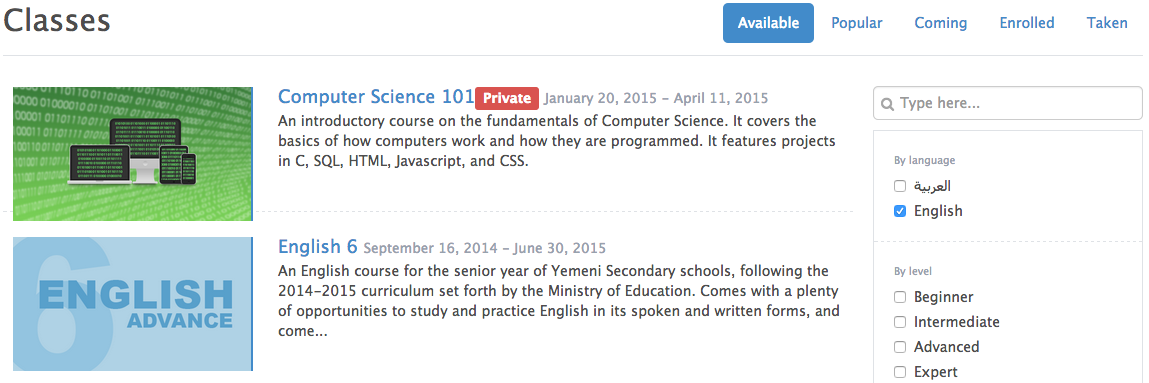 Classes
Available
Popular
Coming
Enrolled
Taken
Computer Science 101 Private January 20, 2015 – April 11, 2015
An introductory course on the fundamentals of Computer Science. It covers the
basics of how computers work and how they are programmed. It features projects
in C, SQL, HTML, Javascript, and CSS.
6
ENGLISH
ADVANCE
English 6 September 16, 2014 – June 30, 2015
An English course for the senior year of Yemeni Secondary schools, following the
2014-2015 curriculum set forth by the Ministry of Education. Comes with a plenty
of opportunities to study and practice English in its spoken and written forms, and
come...
Type here...
By language
العربية
English
By level
Beginner
Intermediate
Advanced
Expert